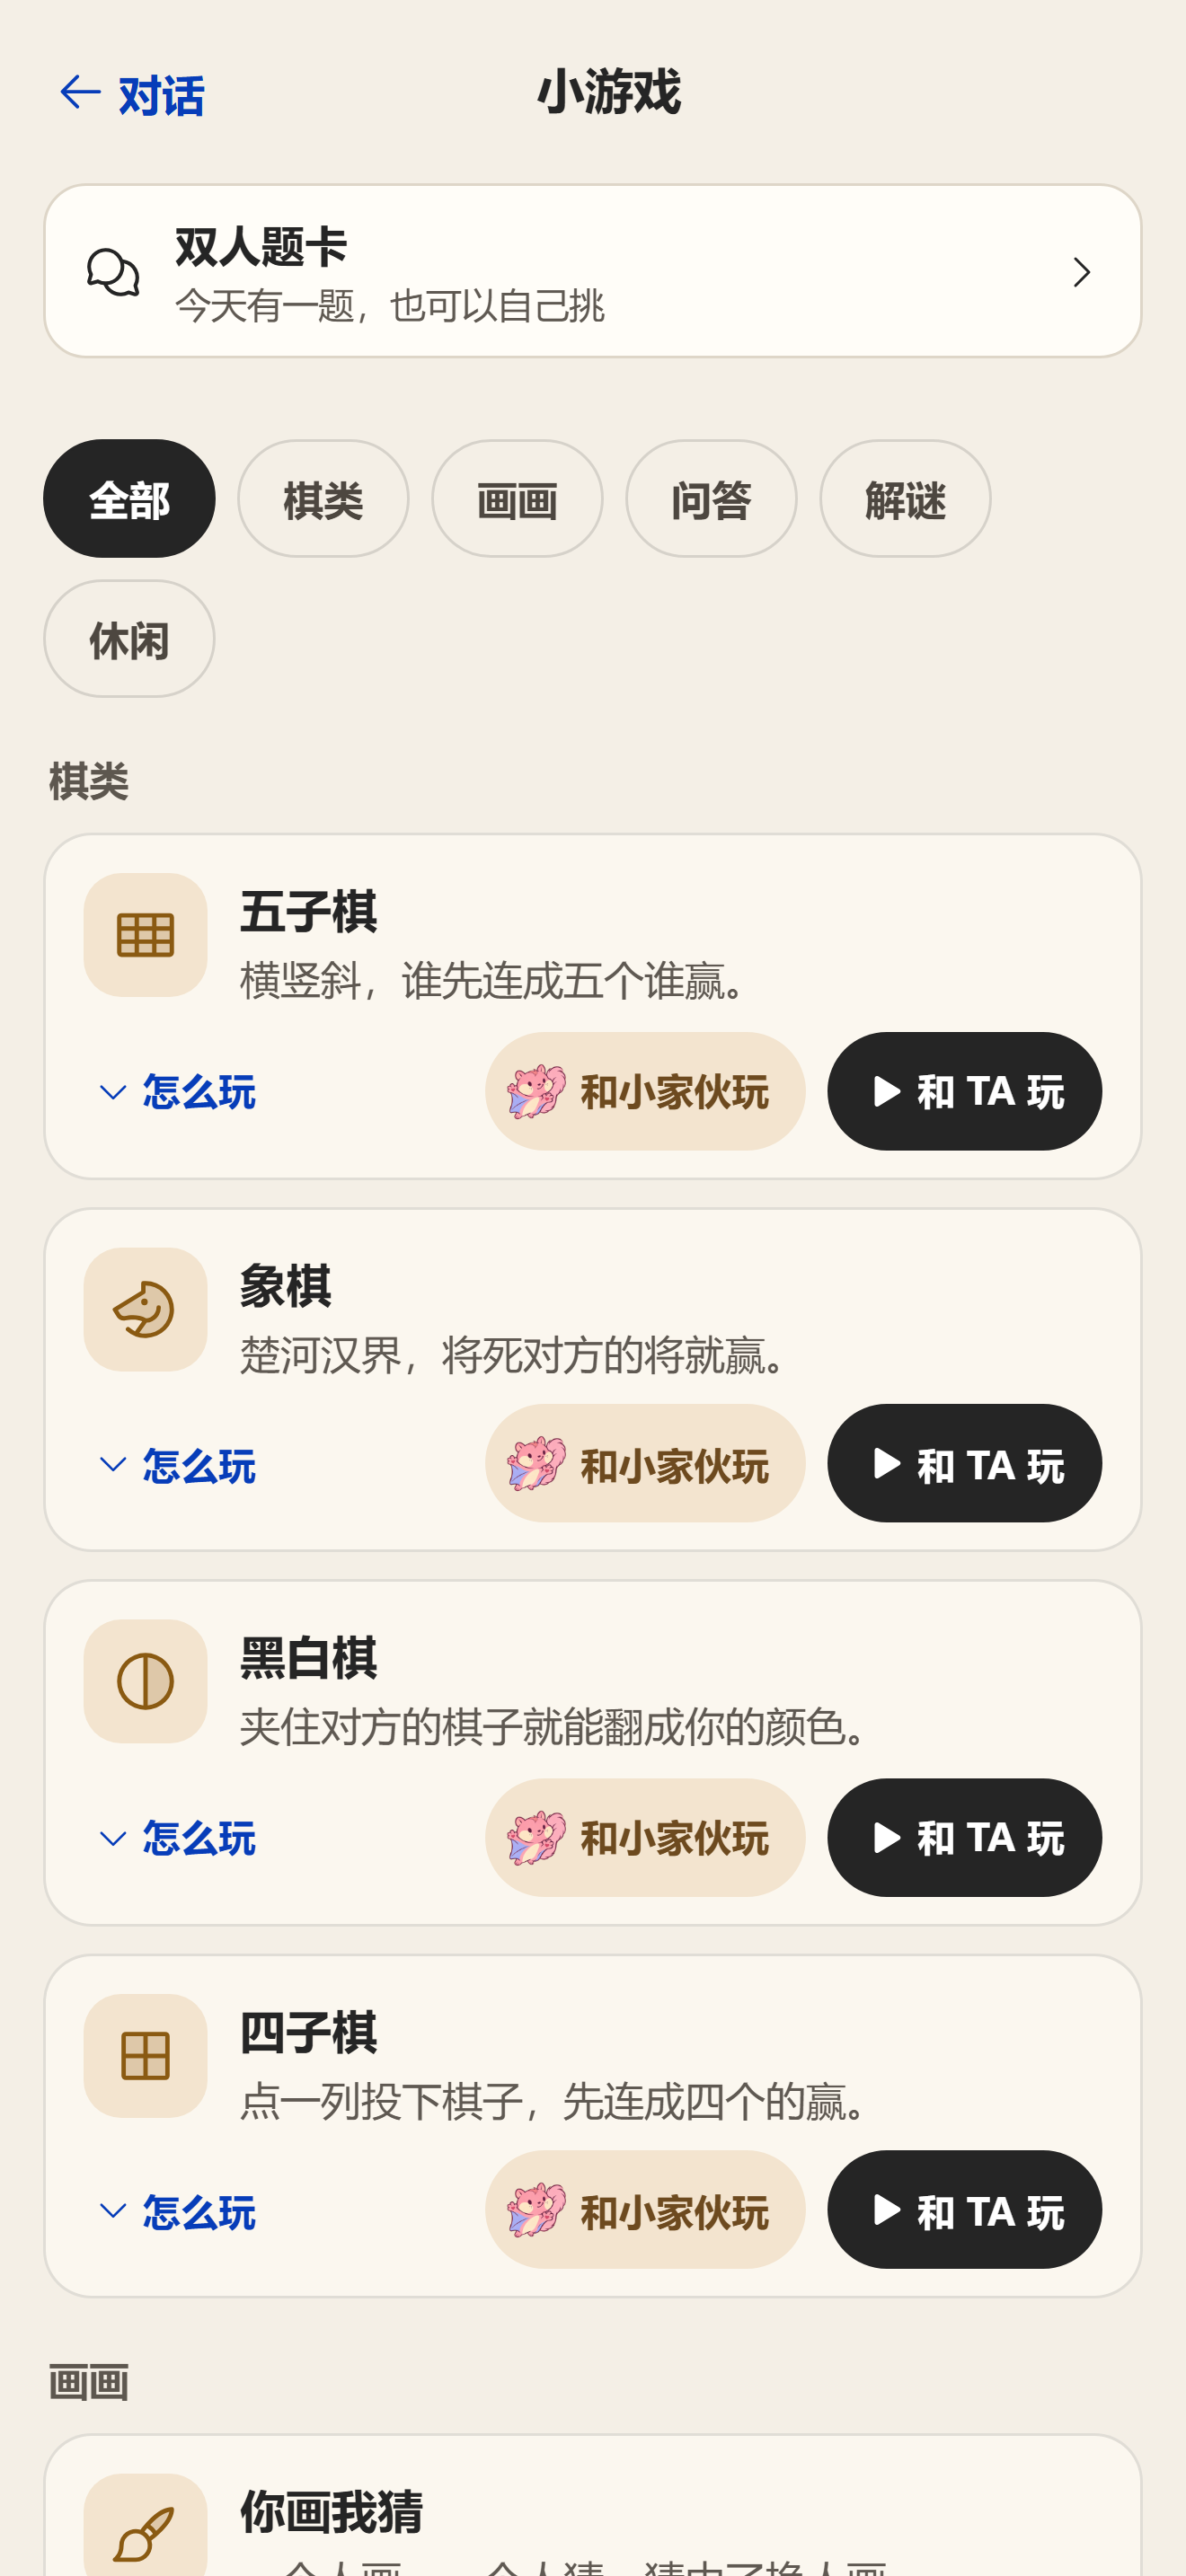 对话
小游戏
双人题卡
今天有一题，也可以自己挑
全部
棋类
画画
问答
解谜
休闲
棋类
五子棋
横竖斜，谁先连成五个谁赢。
怎么玩
和小家伙玩
和 TA 玩
象棋
楚河汉界，将死对方的将就赢。
怎么玩
和小家伙玩
和 TA 玩
黑白棋
夹住对方的棋子就能翻成你的颜色。
怎么玩
和小家伙玩
和 TA 玩
四子棋
点一列投下棋子，先连成四个的赢。
怎么玩
和小家伙玩
和 TA 玩
画画
你画我猜